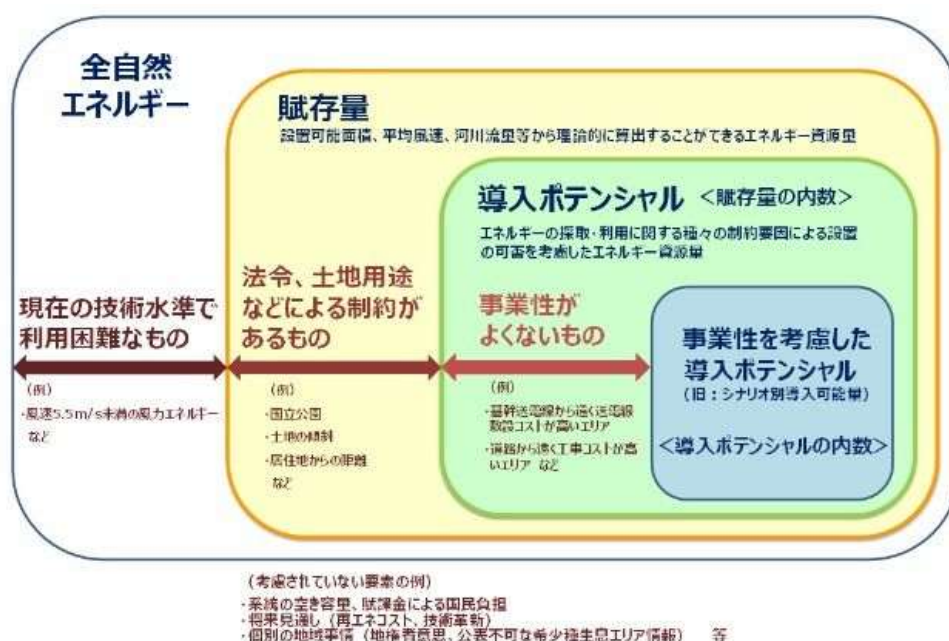 全自然
エネルギー
賦存量
設置可能面積、平均風速、河川流量等から理論的に算出することができるエネルギー資源量
導入ポテンシャル <賦存量の内数>
エネルギーの採取・利用に関する種々の制約要因による設置
の可否を考慮したエネルギー資源量
現在の技術水準で
利用困難なもの
(例)
・風速5.5m/s未満の風力エネルギー
など
法令、土地用途
などによる制約が
あるもの
(例)
・国立公園
・土地の傾斜
・居住地からの距離
など
事業性が
よくないもの
(例)
・基幹送電線から遠く送電線
敷設コストが高いエリア
・道路から遠く工事コストが高
いエリア など
事業性を考慮した
導入ポテンシャル
(旧:シナリオ別導入可能量)
<導入ポテンシャルの内数>
(考慮されていない要素の例)
・系統の空き容量、賦課金による国民負担
・将来見通し(再エネコスト、技術革新)
・個別の地域事情(地権者意思、公表不可な希少種生息エリア情報) 等